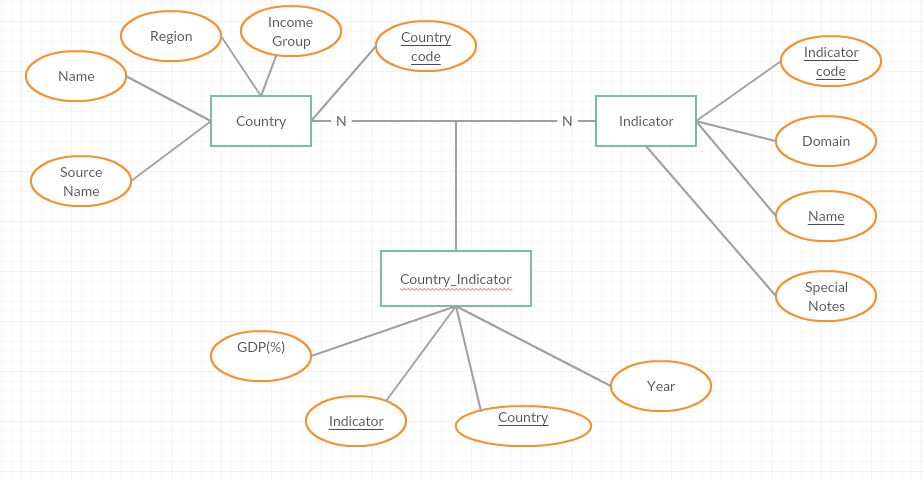 Income
Group
Region
Country
code
Name
Source
Name
Country
N
N
Indicator
Indicator
code
Domain
Name
Special
Notes
Country_Indicator
GDP(%)
Indicator
Country
Year